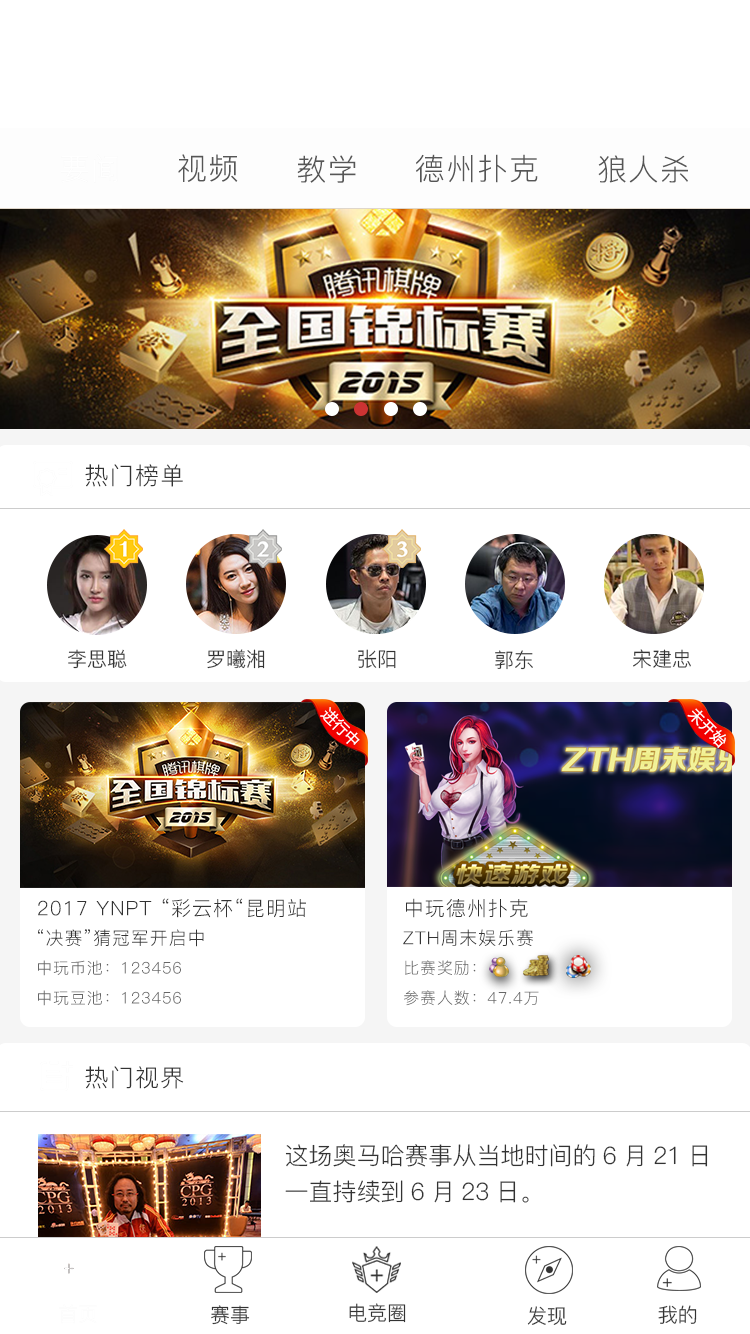 视频 教学 德州扑克 狼人杀
腾讯棋牌
全国锦标赛
2015
热门榜单
1 2 3
李思聪 罗曦湘 张阳 郭东 宋建忠
进行中
腾讯棋牌
全国锦标赛
2015
2017 YNPT “彩云杯“昆明站
“决赛”猜冠军开启中
中玩币池：123456
中玩豆池：123456
未开始
ZTH周末娱乐
快速游戏
中玩德州扑克
ZTH周末娱乐赛
比赛奖励：
参赛人数：47.4万
热门视界
CPG
2013
CPG
2013
这场奥马哈赛事从当地时间的 6 月 21 日
一直持续到 6 月 23 日。
赛事 电竞圈 发现 我的